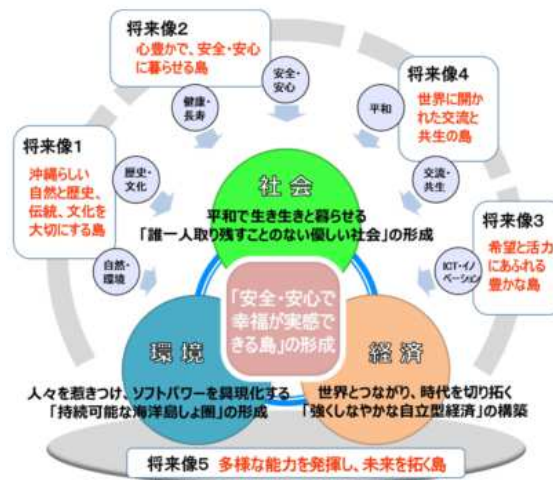 将来像2
心豊かで、安全・安心
に暮らせる島
安全・
安心
健康・
長寿
平和
将来像4
世界に開か
れた交流と
共生の島
将来像1
沖縄らしい
自然と歴史、
伝統、文化を
大切にする島
歴史・
文化
交流・
共生
社会
平和で生き生きと暮らせる
「誰一人取り残すことのない優しい社会」の形成
将来像3
希望と活力
にあふれる
豊かな島
自然・
環境
ICT・イノ
ベーション
「安全・安心で
幸福が実感で
きる島」の形成
環境
人々を惹きつけ、ソフトパワーを具現化する
「持続可能な海洋島しょ圏」の形成
経済
世界とつながり、時代を切り拓く
「強くしなやかな自立型経済」の構築
将来像5 多様な能力を発揮し、未来を拓く島